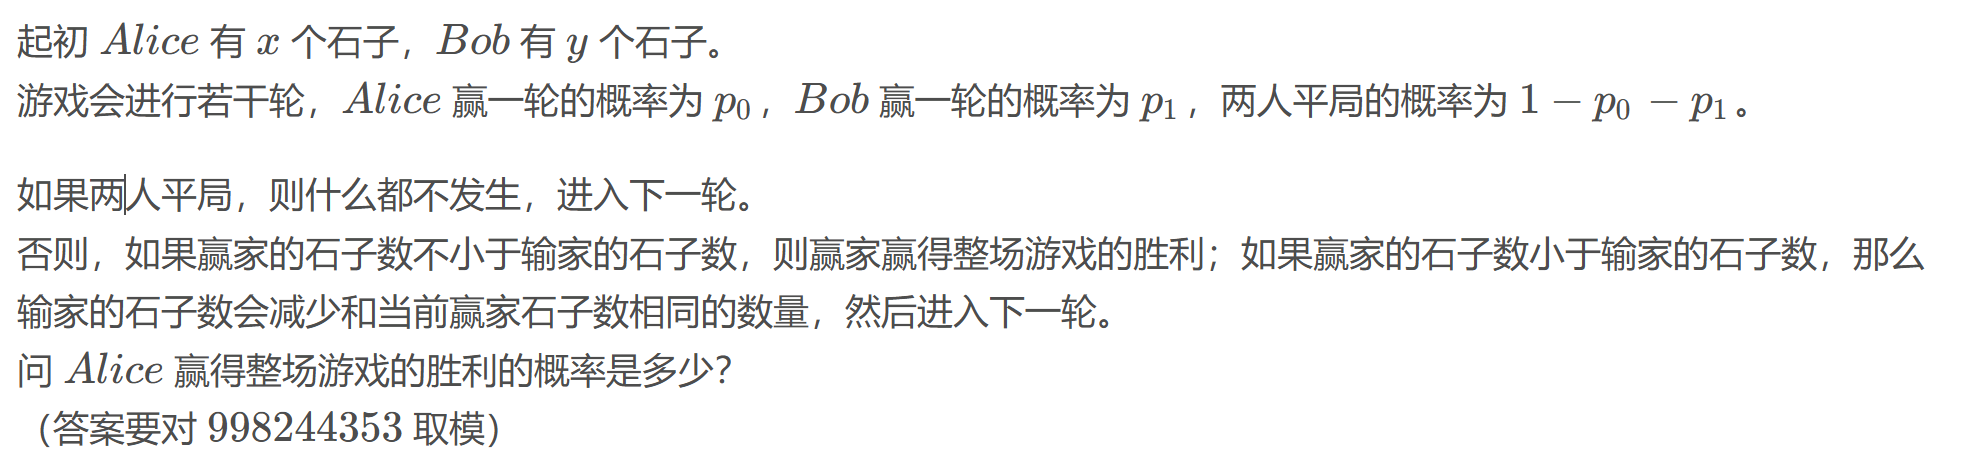 起初 Alice 有 x 个石子，Bob 有 y 个石子。
游戏会进行若干轮，Alice 赢一轮的概率为 p₀，Bob 赢一轮的概率为 p₁，两人平局的概率为 1 − p₀ − p₁。
如果两人平局，则什么都不发生，进入下一轮。
否则，如果赢家的石子数不小于输家的石子数，则赢家赢得整场游戏的胜利；如果赢家的石子数小于输家的石子数，那么
输家的石子数会减少和当前赢家石子数相同的数量，然后进入下一轮。
问 Alice 赢得整场游戏的胜利的概率是多少？
（答案要对 998244353 取模）